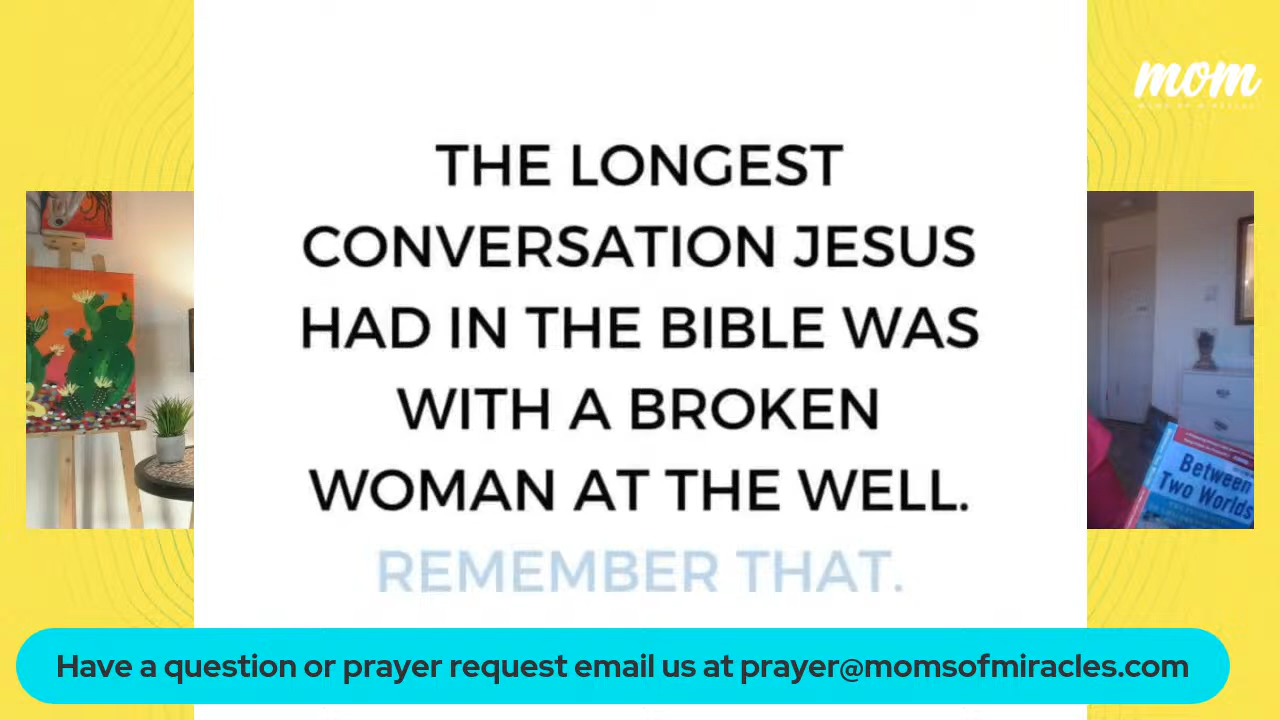 mom
THE LONGEST
CONVERSATION JESUS
HAD IN THE BIBLE WAS
WITH A BROKEN
WOMAN AT THE WELL.
REMEMBER THAT.
Between
Two Worlds
Have a question or prayer request email us at prayer@momsofmiracles.com